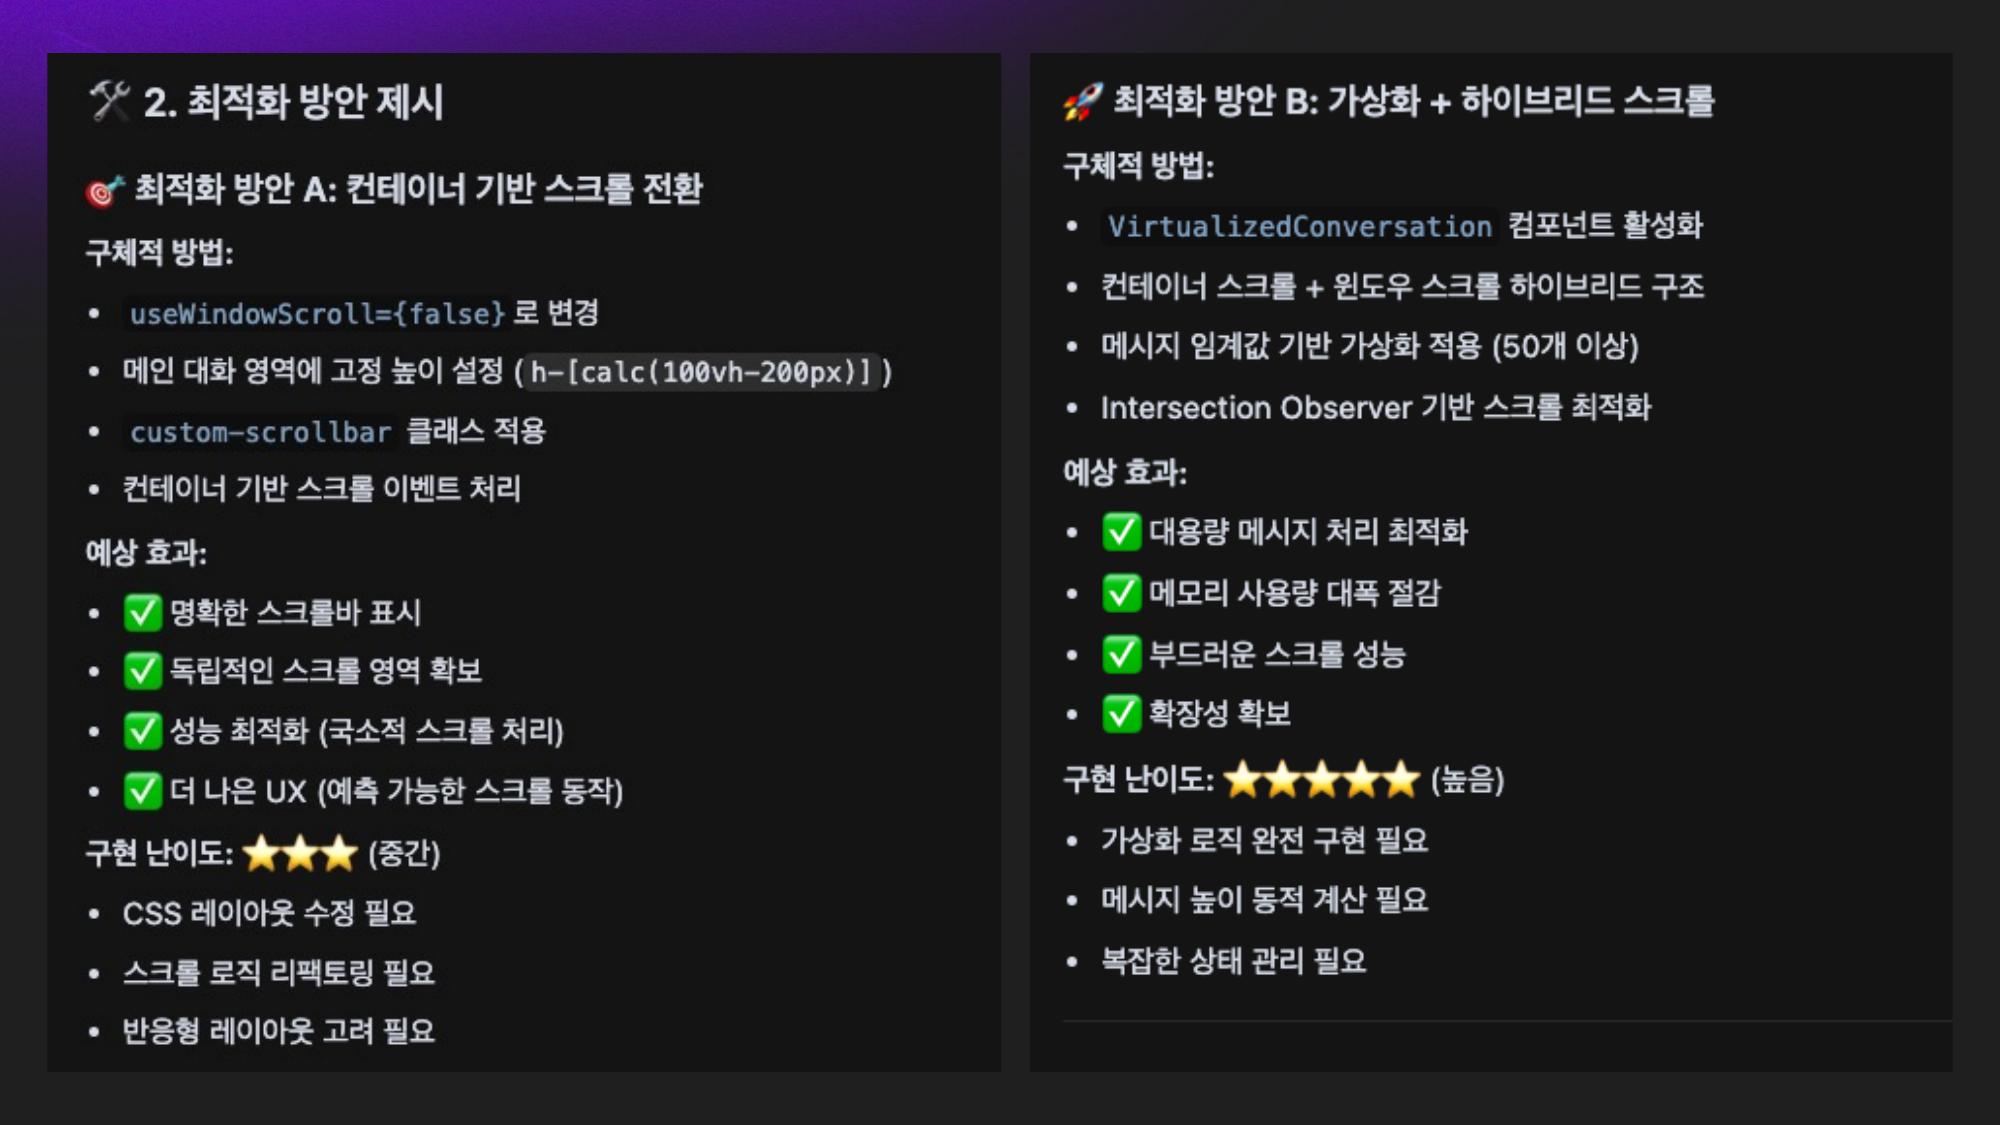 🛠 2. 최적화 방안 제시
🎯 최적화 방안 A: 컨테이너 기반 스크롤 전환
구체적 방법:
• useWindowScroll={false} 로 변경
• 메인 대화 영역에 고정 높이 설정 ( h-[calc(100vh-200px)] )
• custom-scrollbar 클래스 적용
• 컨테이너 기반 스크롤 이벤트 처리
예상 효과:
• ✅ 명확한 스크롤바 표시
• ✅ 독립적인 스크롤 영역 확보
• ✅ 성능 최적화 (국소적 스크롤 처리)
• ✅ 더 나은 UX (예측 가능한 스크롤 동작)
구현 난이도: ⭐⭐⭐ (중간)
• CSS 레이아웃 수정 필요
• 스크롤 로직 리팩토링 필요
• 반응형 레이아웃 고려 필요
🚀 최적화 방안 B: 가상화 + 하이브리드 스크롤
구체적 방법:
• VirtualizedConversation 컴포넌트 활성화
• 컨테이너 스크롤 + 윈도우 스크롤 하이브리드 구조
• 메시지 임계값 기반 가상화 적용 (50개 이상)
• Intersection Observer 기반 스크롤 최적화
예상 효과:
• ✅ 대용량 메시지 처리 최적화
• ✅ 메모리 사용량 대폭 절감
• ✅ 부드러운 스크롤 성능
• ✅ 확장성 확보
구현 난이도: ⭐⭐⭐⭐⭐ (높음)
• 가상화 로직 완전 구현 필요
• 메시지 높이 동적 계산 필요
• 복잡한 상태 관리 필요